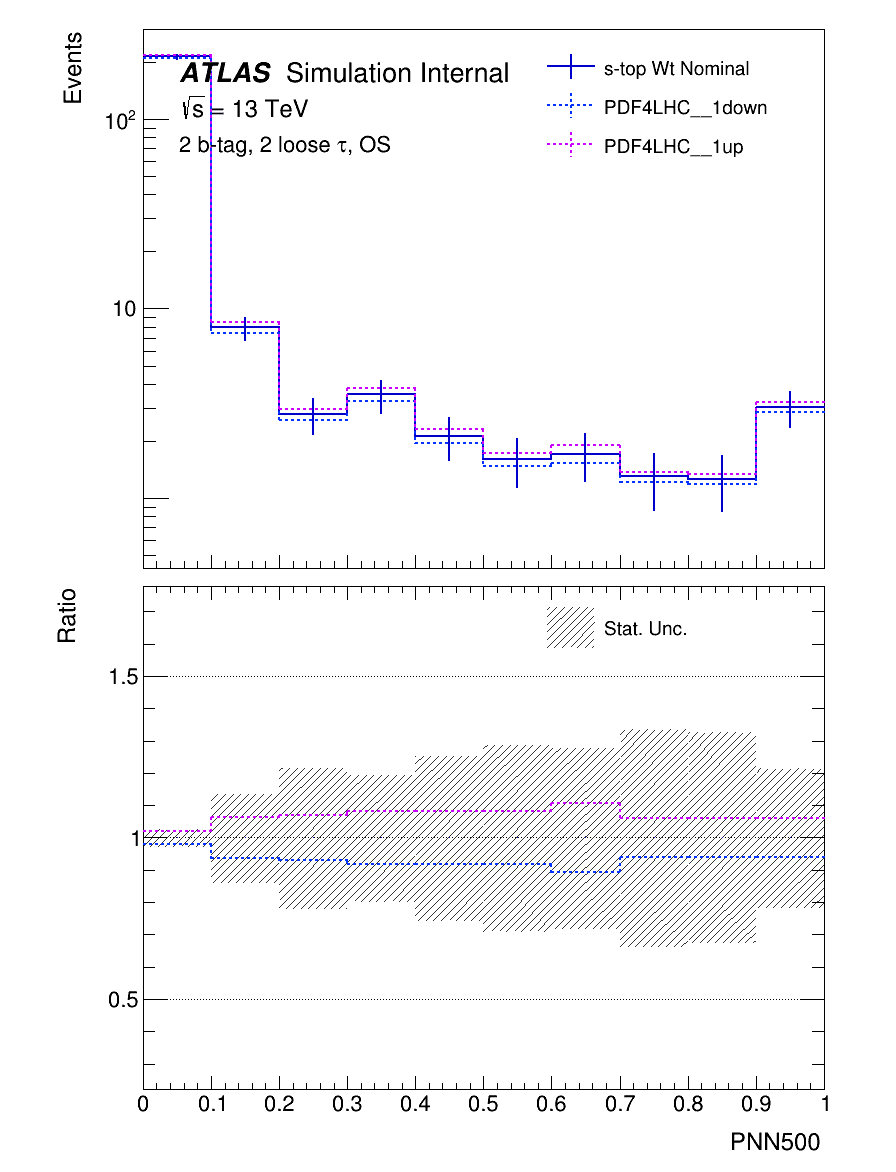 Events
ATLAS Simulation Internal
√s = 13 TeV
2 b-tag, 2 loose τ, OS
s-top Wt Nominal
PDF4LHC__1down
PDF4LHC__1up
10²
10
Ratio
Stat. Unc.
1.5
1
0.5
0 0.1 0.2 0.3 0.4 0.5 0.6 0.7 0.8 0.9 1
PNN500